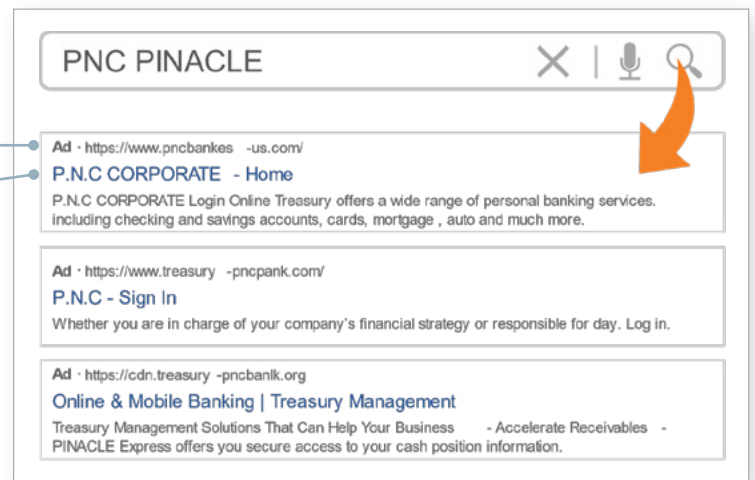 PNC PINACLE
Ad · https://www.pncbankes -us.com/
P.N.C CORPORATE - Home
P.N.C CORPORATE Login Online Treasury offers a wide range of personal banking services.
including checking and savings accounts, cards, mortgage , auto and much more.
Ad · https://www.treasury -pncpank.com/
P.N.C - Sign In
Whether you are in charge of your company's financial strategy or responsible for day. Log in.
Ad · https://cdn.treasury -pncbanlk.org
Online & Mobile Banking | Treasury Management
Treasury Management Solutions That Can Help Your Business - Accelerate Receivables -
PINACLE Express offers you secure access to your cash position information.